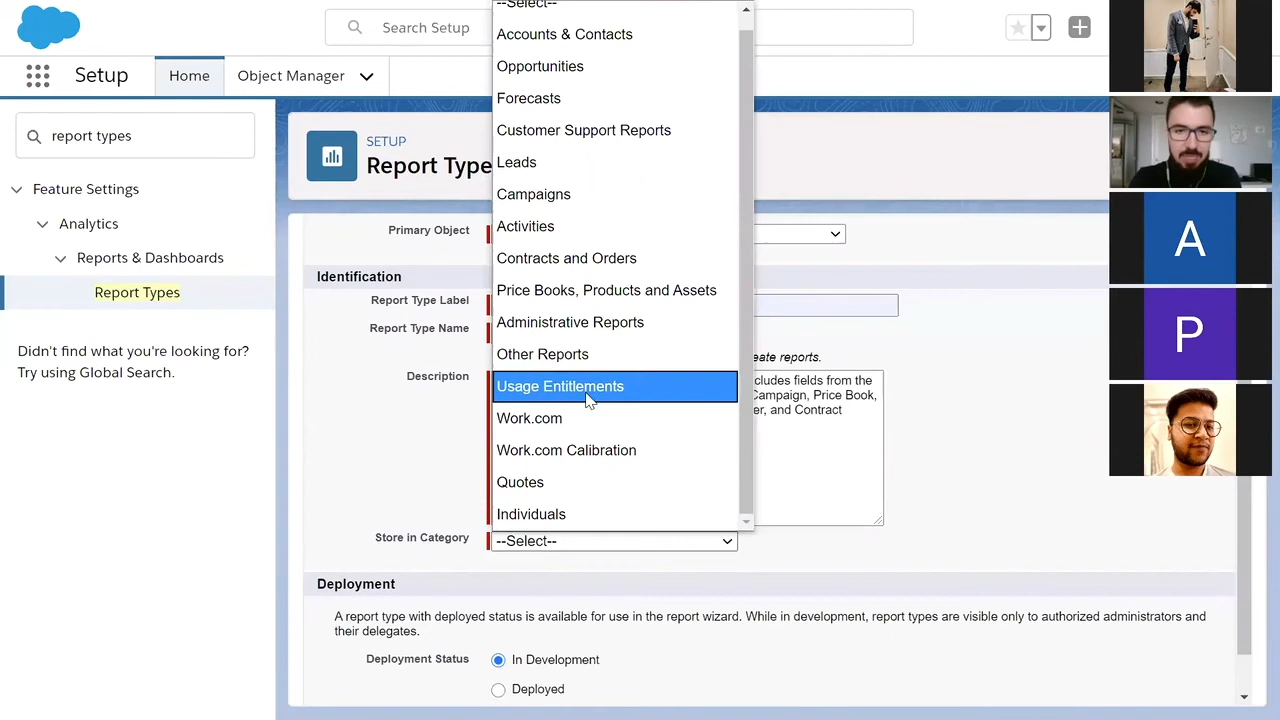 --Select--
Search Setup
Setup
Home
Object Manager
report types
Feature Settings
Analytics
Reports & Dashboards
Report Types
Didn't find what you're looking for?
Try using Global Search.
SETUP
Report Type
Accounts & Contacts
Opportunities
Forecasts
Customer Support Reports
Leads
Campaigns
Activities
Contracts and Orders
Price Books, Products and Assets
Administrative Reports
Other Reports
Usage Entitlements
Work.com
Work.com Calibration
Quotes
Individuals
Primary Object
Identification
Report Type Label
Report Type Name
eate reports.
Description
cludes fields from the
Campaign, Price Book,
er, and Contract
Store in Category
--Select--
Deployment
A report type with deployed status is available for use in the report wizard. While in development, report types are visible only to authorized administrators and
their delegates.
Deployment Status
In Development
Deployed
A
P